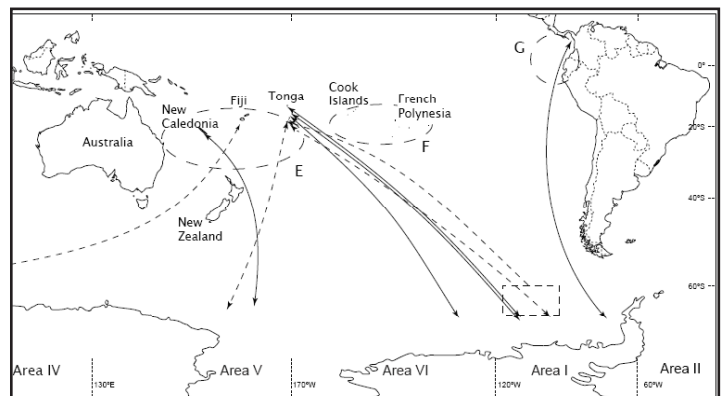 G
0°
Cook
Islands
French
Polynesia
Fiji
Tonga
New
Caledonia
Australia
F
20°S
E
40°S
New
Zealand
60°S
Area IV
130°E
Area V
170°W
Area VI
120°W
Area I
60°W
Area II